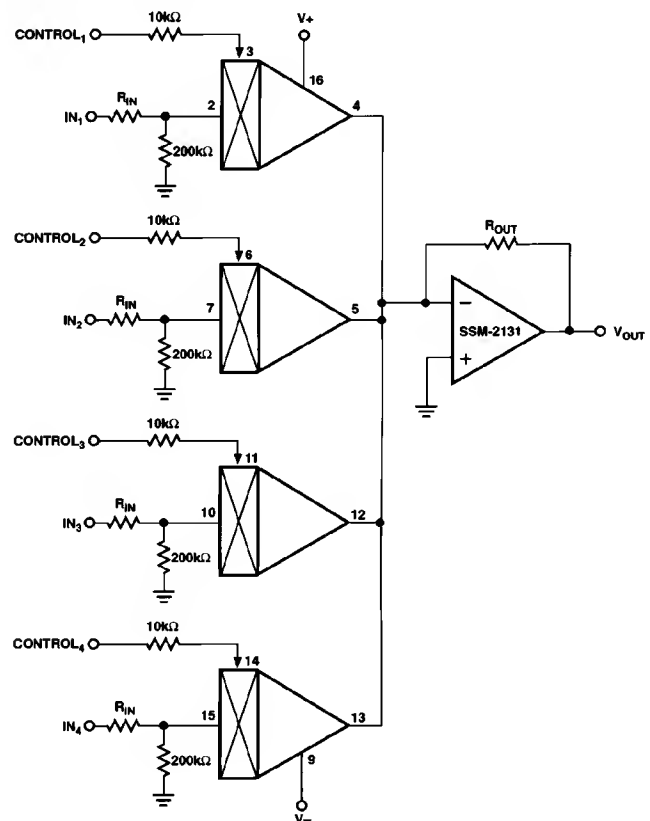 10kΩ
CONTROL1
V+
3
16
RIN
2
4
IN1
200kΩ
10kΩ
CONTROL2
6
ROUT
RIN
7
5
−
IN2
SSM-2131
VOUT
200kΩ
+
10kΩ
CONTROL3
11
RIN
10
12
IN3
200kΩ
10kΩ
CONTROL4
14
RIN
15
13
IN4
200kΩ
9
V−